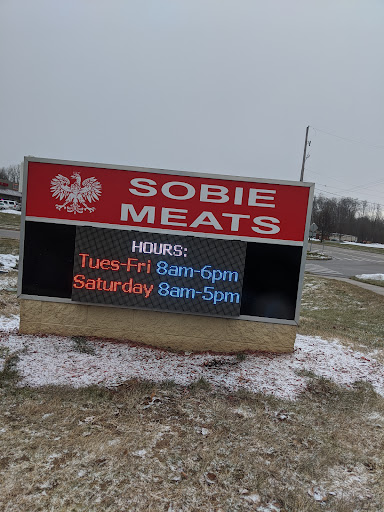 SOBIE
MEATS
HOURS:
Tues-Fri 8am-6pm
Saturday 8am-5pm